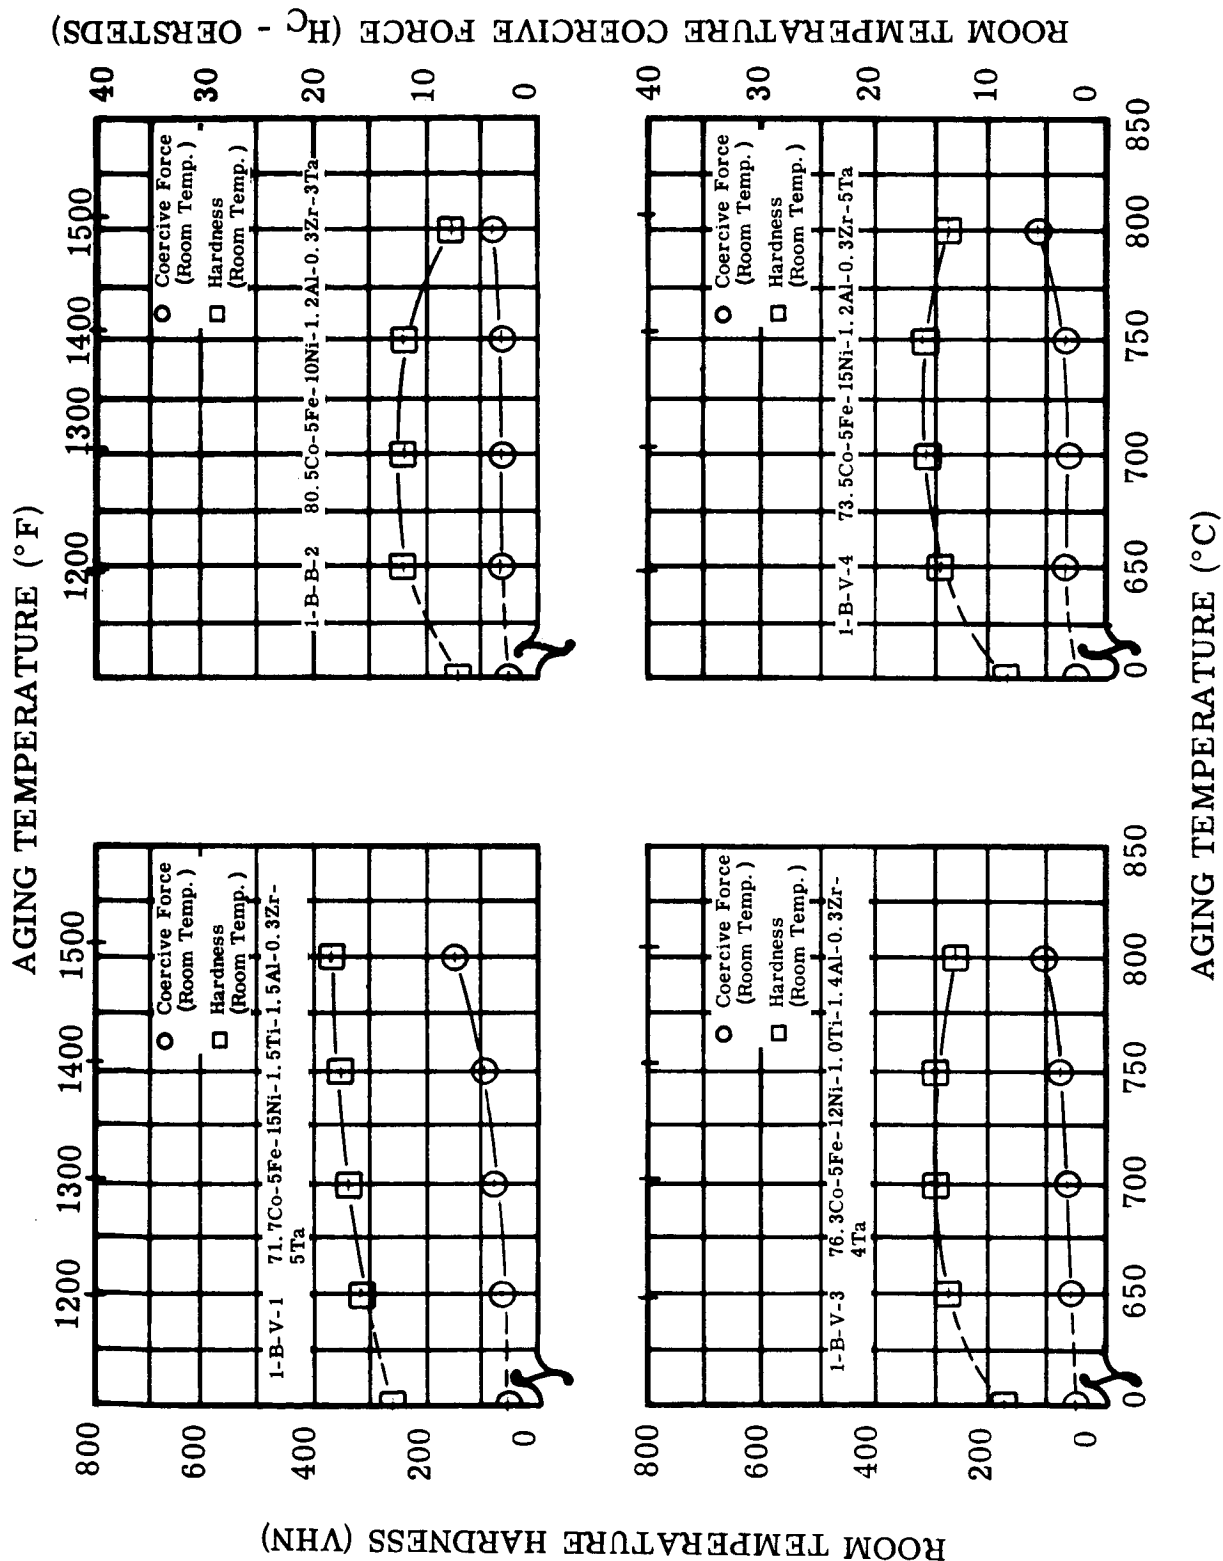 AGING TEMPERATURE (°F)
1200 1300 1400 1500
1200 1300 1400 1500
ROOM TEMPERATURE HARDNESS (VHN)
ROOM TEMPERATURE COERCIVE FORCE (HC - OERSTEDS)
800
600
400
200
0
Coercive Force
(Room Temp.)
Hardness
(Room Temp.)
1-B-V-1 71.7Co-5Fe-15Ni-1.5Ti-1.5Al-0.3Zr-
5Ta
Coercive Force
(Room Temp.)
Hardness
(Room Temp.)
1-B-B-2 80.5Co-5Fe-10Ni-1.2Al-0.3Zr-3Ta
40
30
20
10
0
800
600
400
200
0
Coercive Force
(Room Temp.)
Hardness
(Room Temp.)
1-B-V-3 76.3Co-5Fe-12Ni-1.0Ti-1.4Al-0.3Zr-
4Ta
0 650 700 750 800 850
Coercive Force
(Room Temp.)
Hardness
(Room Temp.)
1-B-V-4 73.5Co-5Fe-15Ni-1.2Al-0.3Zr-5Ta
40
30
20
10
0
0 650 700 750 800 850
AGING TEMPERATURE (°C)